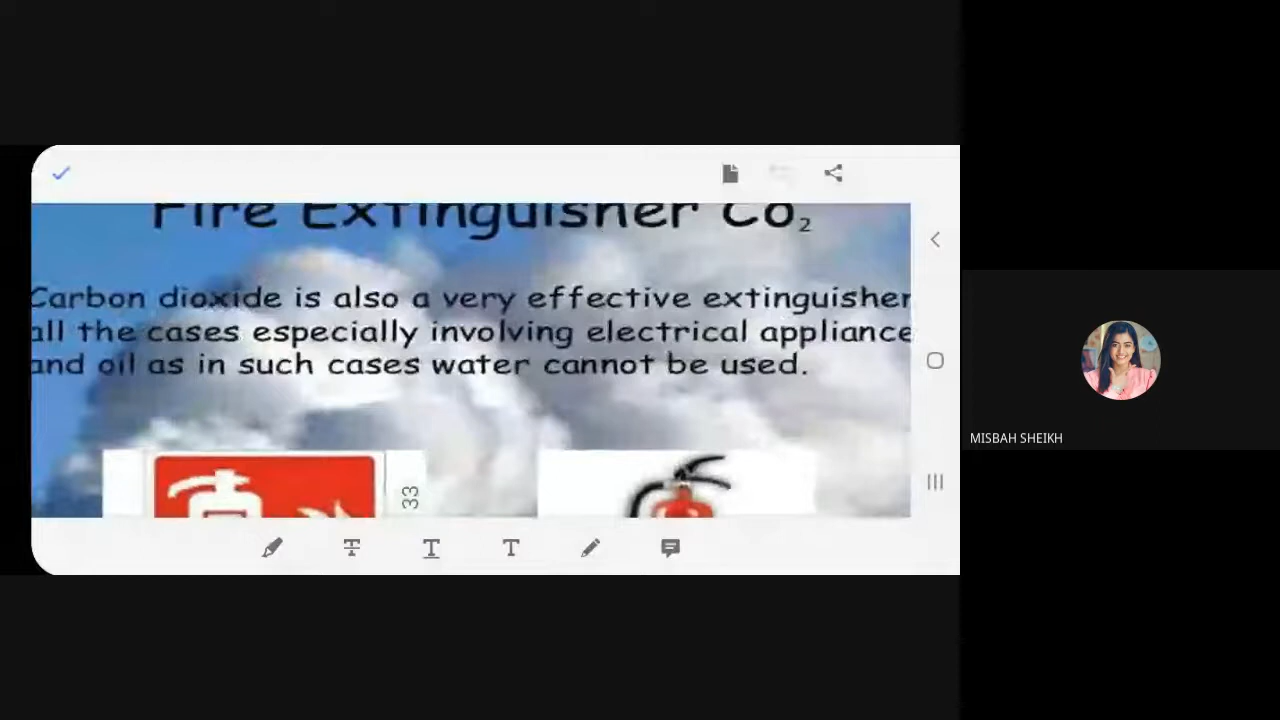 Fire Extinguisher Co₂
Carbon dioxide is also a very effective extinguisher
all the cases especially involving electrical appliance
and oil as in such cases water cannot be used.
33
MISBAH SHEIKH